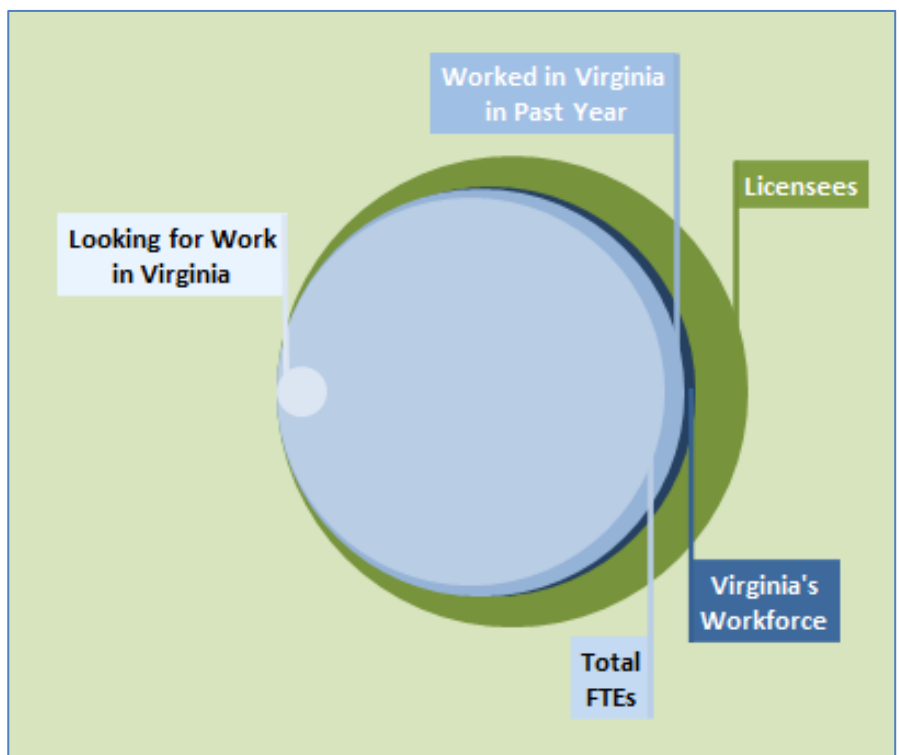 Worked in Virginia
in Past Year
Licensees
Looking for Work
in Virginia
Virginia's
Workforce
Total
FTEs